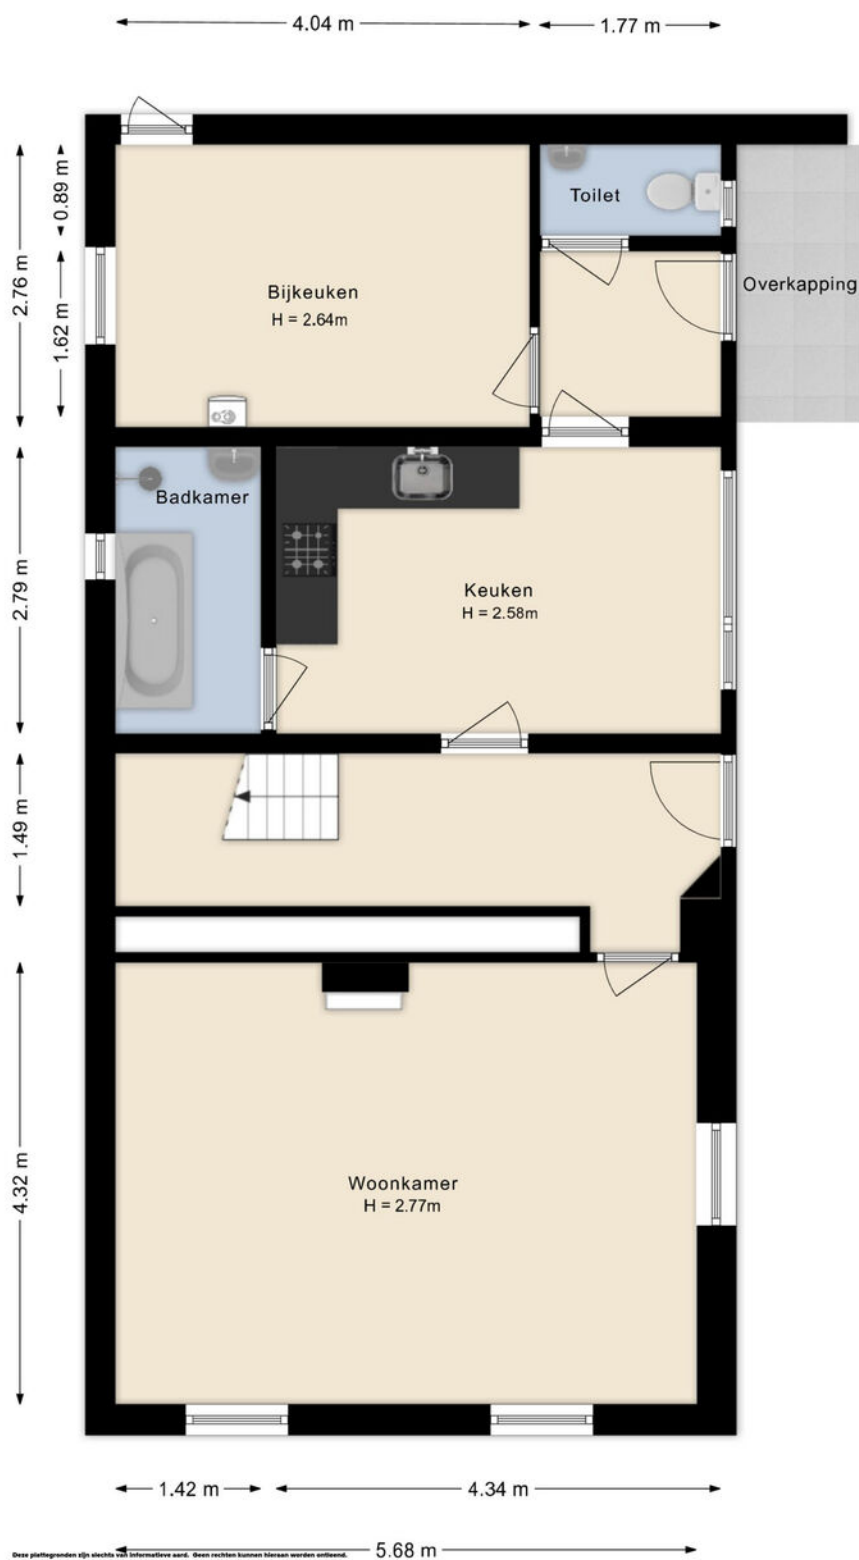 4.04 m
1.77 m
0.89 m
Toilet
2.76 m
Overkapping
Bijkeuken
H = 2.64m
1.62 m
Badkamer
2.79 m
Keuken
H = 2.58m
1.49 m
4.32 m
Woonkamer
H = 2.77m
1.42 m
4.34 m
5.68 m
Deze plattegronden zijn slechts van informatieve aard. Geen rechten kunnen hieraan worden ontleend.